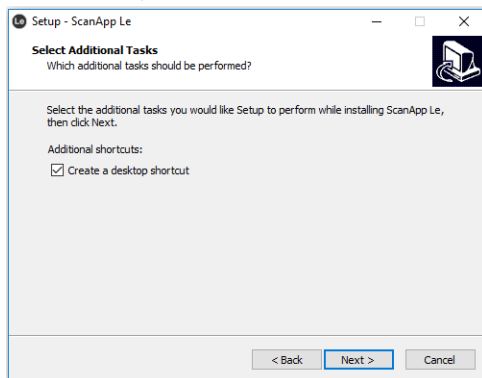 Le Setup - ScanApp Le
Select Additional Tasks
Which additional tasks should be performed?
Select the additional tasks you would like Setup to perform while installing ScanApp Le,
then click Next.
Additional shortcuts:
Create a desktop shortcut
< Back Next > Cancel